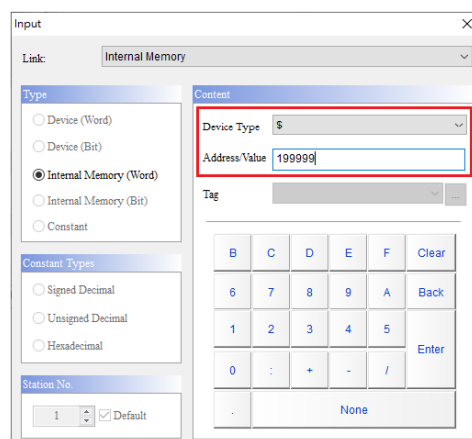 Input
Link: Internal Memory
Type
Device (Word)
Device (Bit)
Internal Memory (Word)
Internal Memory (Bit)
Constant
Constant Types
Signed Decimal
Unsigned Decimal
Hexadecimal
Station No.
1 Default
Content
Device Type $
Address/Value 199999
Tag ...
B C D E F Clear
6 7 8 9 A Back
1 2 3 4 5 Enter
0 : + - /
. None